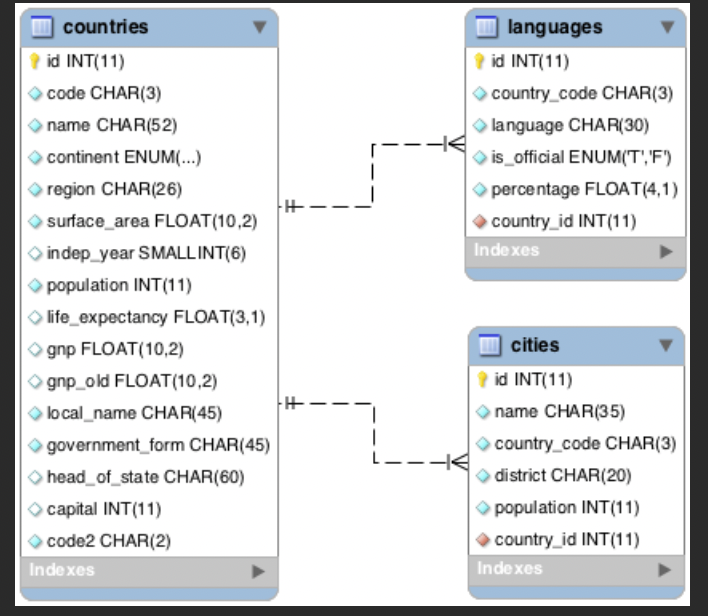 countries
id INT(11)
code CHAR(3)
name CHAR(52)
continent ENUM(...)
region CHAR(26)
surface_area FLOAT(10,2)
indep_year SMALLINT(6)
population INT(11)
life_expectancy FLOAT(3,1)
gnp FLOAT(10,2)
gnp_old FLOAT(10,2)
local_name CHAR(45)
government_form CHAR(45)
head_of_state CHAR(60)
capital INT(11)
code2 CHAR(2)
Indexes
languages
id INT(11)
country_code CHAR(3)
language CHAR(30)
is_official ENUM('T','F')
percentage FLOAT(4,1)
country_id INT(11)
Indexes
cities
id INT(11)
name CHAR(35)
country_code CHAR(3)
district CHAR(20)
population INT(11)
country_id INT(11)
Indexes